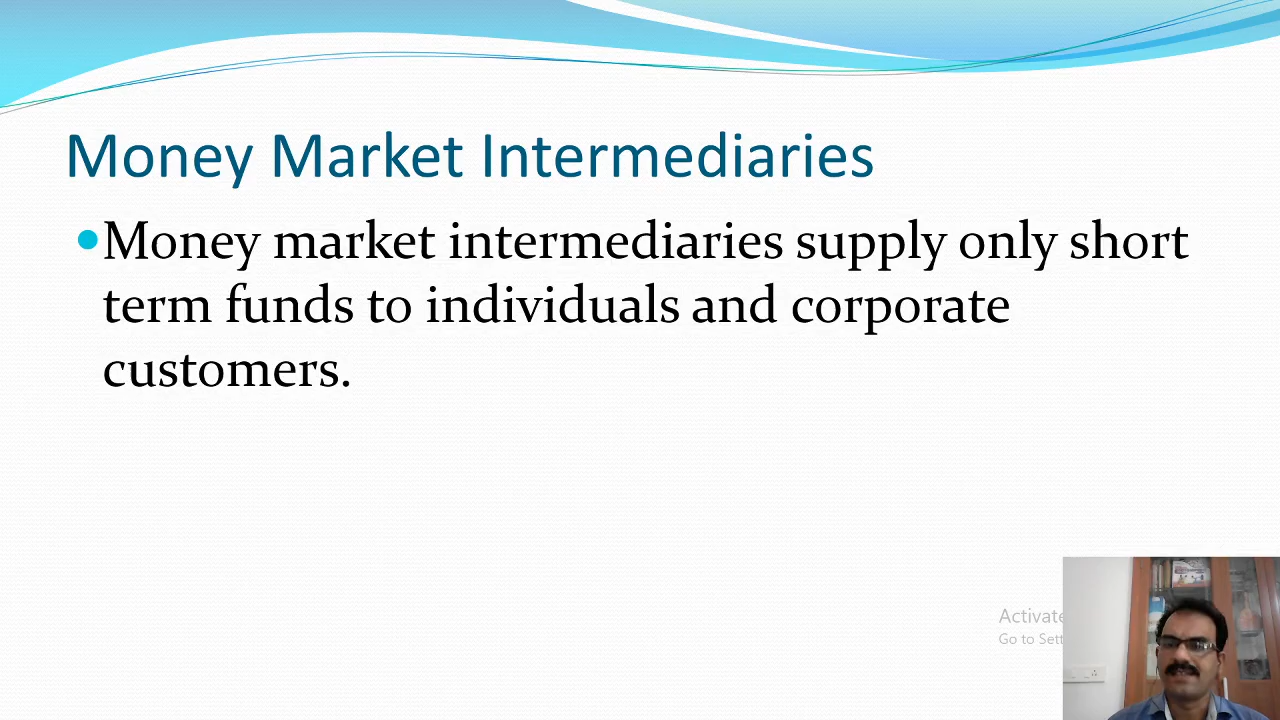 Money Market Intermediaries
•Money market intermediaries supply only short
term funds to individuals and corporate
customers.
Activate
Go to Sett